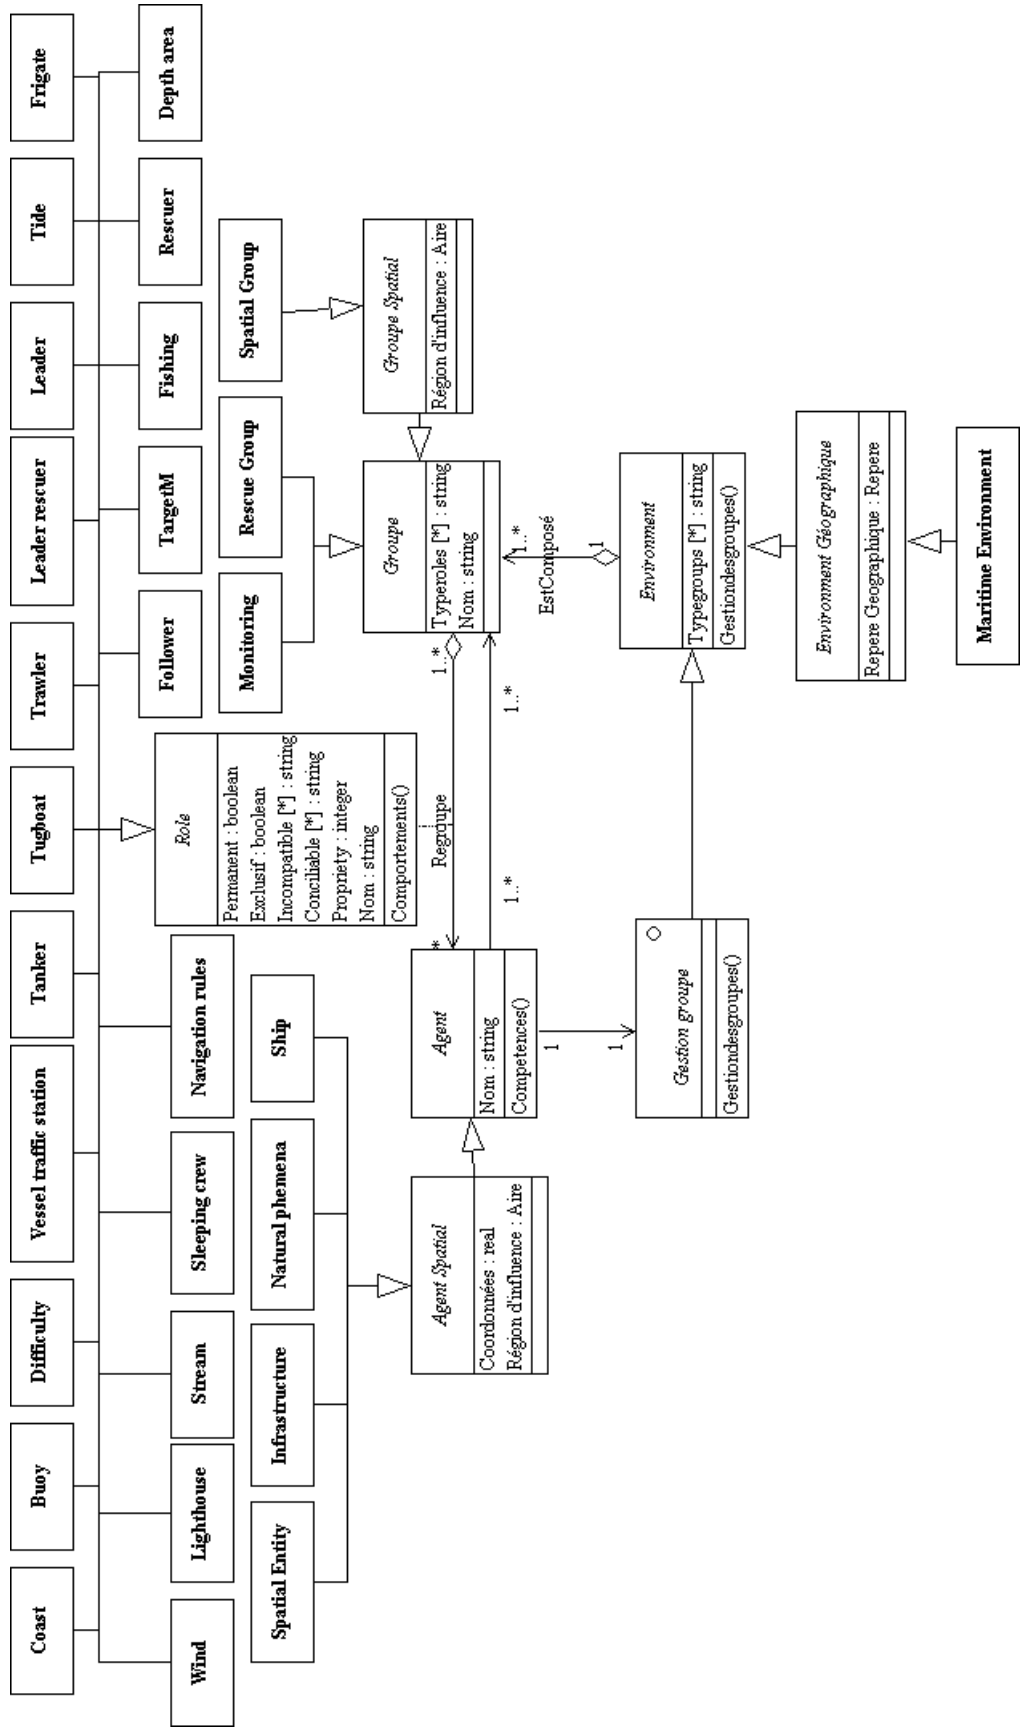 Coast
Buoy
Difficulty
Vessel traffic station
Tanker
Tugboat
Trawler
Leader rescuer
Leader
Tide
Frigate
Wind
Lighthouse
Stream
Sleeping crew
Navigation rules
Follower
TargetM
Fishing
Rescuer
Depth area
Role
Permanent : boolean
Exclusif : boolean
Incompatible [*] : string
Conciliable [*] : string
Propriety : integer
Nom : string
Comportements()
Spatial Entity
Infrastructure
Natural phemena
Ship
Monitoring
Rescue Group
Spatial Group
Agent Spatial
Coordonnées : real
Région d'influence : Aire
Agent
Nom : string
Competences()
*
Regroupe
1..*
1..*
1..*
Groupe
Typeroles [*] : string
Nom : string
Groupe Spatial
Région d'influence : Aire
1
1
EstComposé
1..*
1
Gestion groupe
Gestiondesgroupes()
Environment
Typegroups [*] : string
Gestiondesgroupes()
Environment Géographique
Repere Geographique : Repere
Maritime Environment